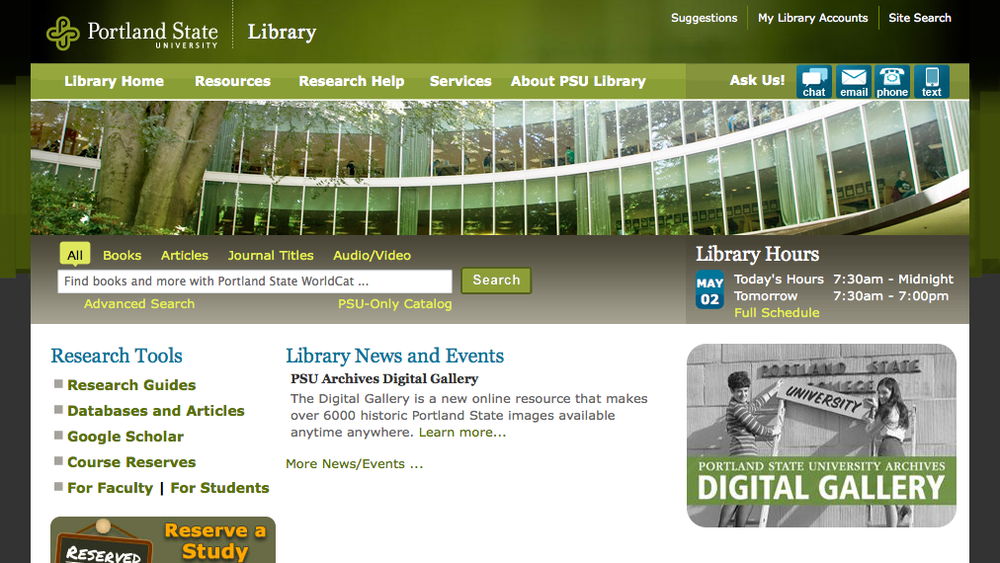 Portland State
UNIVERSITY
Library
Suggestions
My Library Accounts
Site Search
Library Home
Resources
Research Help
Services
About PSU Library
Ask Us!
chat
email
phone
text
All
Books
Articles
Journal Titles
Audio/Video
Find books and more with Portland State WorldCat ...
Search
Advanced Search
PSU-Only Catalog
Library Hours
MAY
02
Today's Hours 7:30am - Midnight
Tomorrow 7:30am - 7:00pm
Full Schedule
Research Tools
Research Guides
Databases and Articles
Google Scholar
Course Reserves
For Faculty | For Students
RESERVED
Reserve a
Study
Library News and Events
PSU Archives Digital Gallery
The Digital Gallery is a new online resource that makes
over 6000 historic Portland State images available
anytime anywhere. Learn more...
More News/Events ...
PORTLAND STATE
COLLEGE
UNIVERSITY
PORTLAND STATE UNIVERSITY ARCHIVES
DIGITAL GALLERY